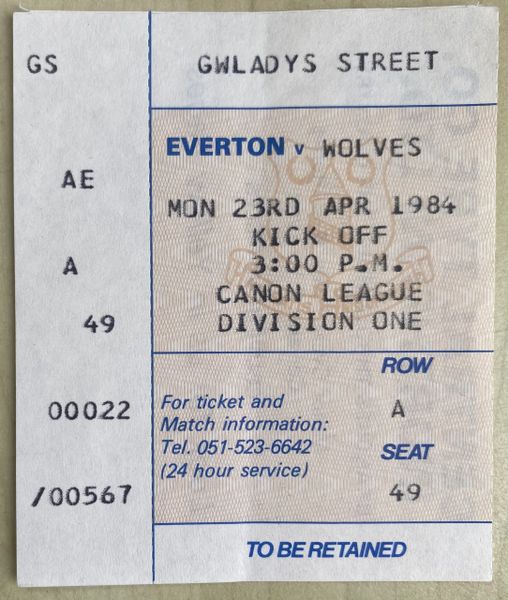 GS
AE
A
49
00022
/00567
GWLADYS STREET
EVERTON v WOLVES
MON 23RD APR 1984
KICK OFF
3:00 P.M.
CANON LEAGUE
DIVISION ONE
For ticket and
Match information:
Tel. 051-523-6642
(24 hour service)
ROW
A
SEAT
49
TO BE RETAINED